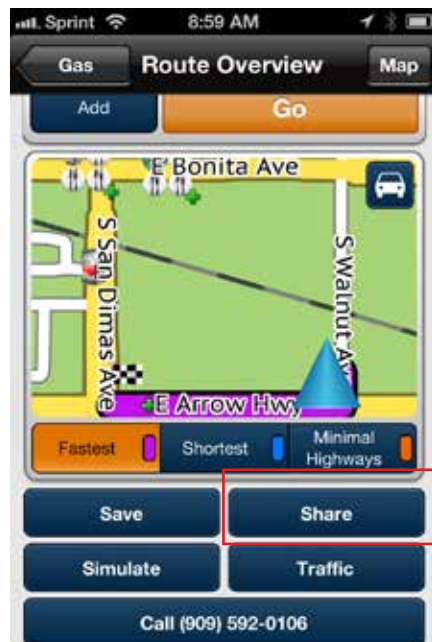 Sprint 8:59 AM
Gas Route Overview Map
Add Go
E Bonita Ave
S San Dimas Ave
S Walnut Av
E Arrow Hwy
Fastest Shortest Minimal Highways
Save Share
Simulate Traffic
Call (909) 592-0106